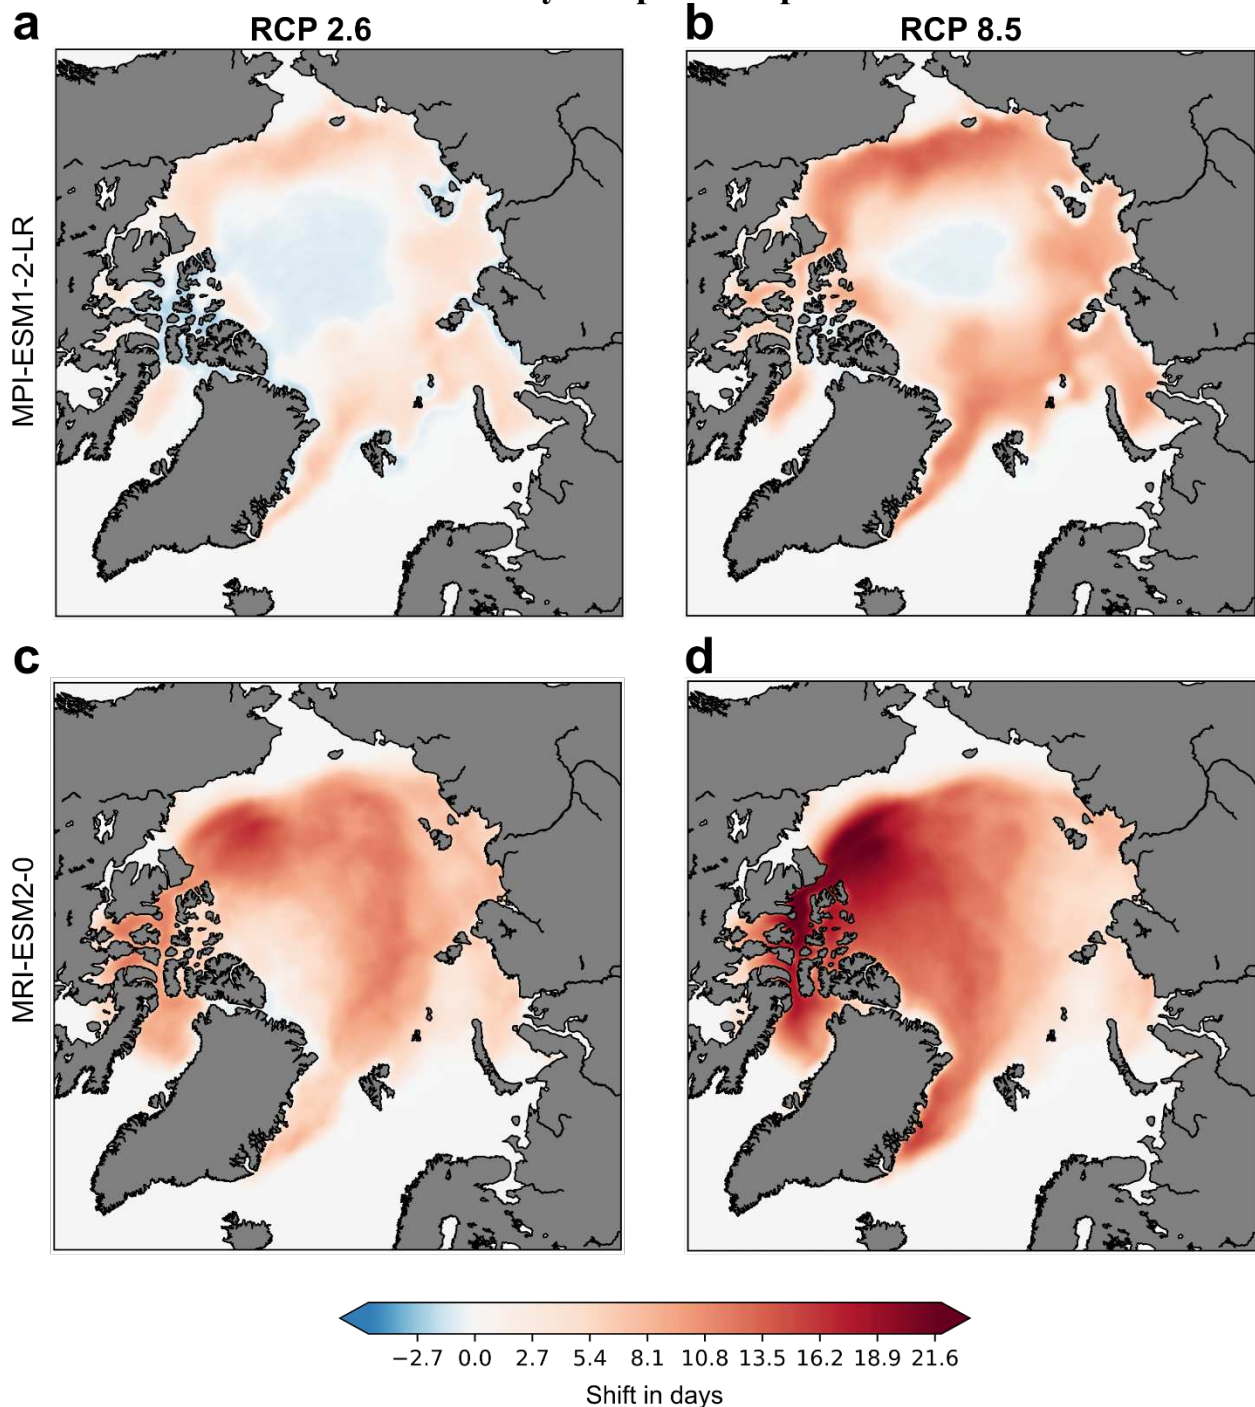 a
RCP 2.6
b
RCP 8.5
MPI-ESM1-2-LR
c
d
MRI-ESM2-0
−2.7 0.0 2.7 5.4 8.1 10.8 13.5 16.2 18.9 21.6
Shift in days